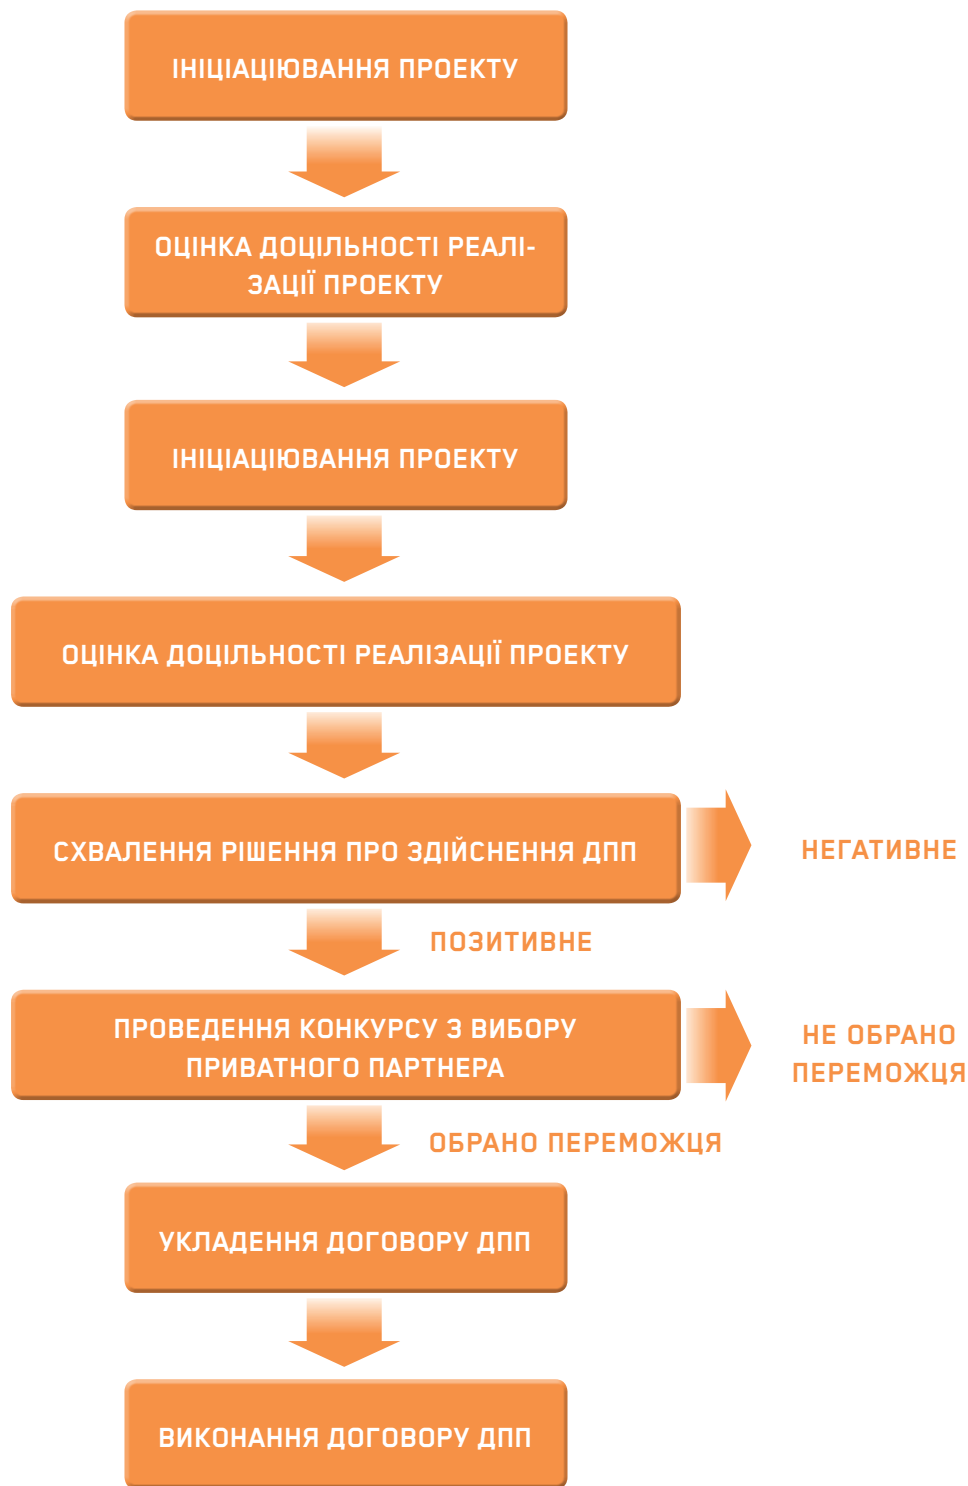 ІНІЦІАЦІЮВАННЯ ПРОЕКТУ
ОЦІНКА ДОЦІЛЬНОСТІ РЕАЛІ-
ЗАЦІЇ ПРОЕКТУ
ІНІЦІАЦІЮВАННЯ ПРОЕКТУ
ОЦІНКА ДОЦІЛЬНОСТІ РЕАЛІЗАЦІЇ ПРОЕКТУ
СХВАЛЕННЯ РІШЕННЯ ПРО ЗДІЙСНЕННЯ ДПП
НЕГАТИВНЕ
ПОЗИТИВНЕ
ПРОВЕДЕННЯ КОНКУРСУ З ВИБОРУ
ПРИВАТНОГО ПАРТНЕРА
НЕ ОБРАНО
ПЕРЕМОЖЦЯ
ОБРАНО ПЕРЕМОЖЦЯ
УКЛАДЕННЯ ДОГОВОРУ ДПП
ВИКОНАННЯ ДОГОВОРУ ДПП